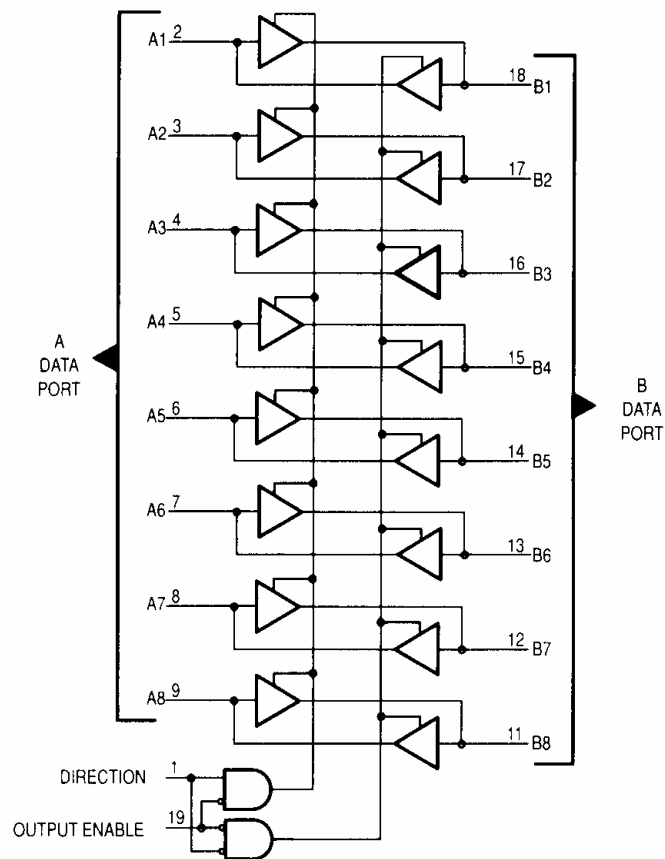 A1 2
18 B1
A2 3
17 B2
A3 4
16 B3
A4 5
15 B4
A DATA PORT
B DATA PORT
A5 6
14 B5
A6 7
13 B6
A7 8
12 B7
A8 9
11 B8
DIRECTION 1
OUTPUT ENABLE 19